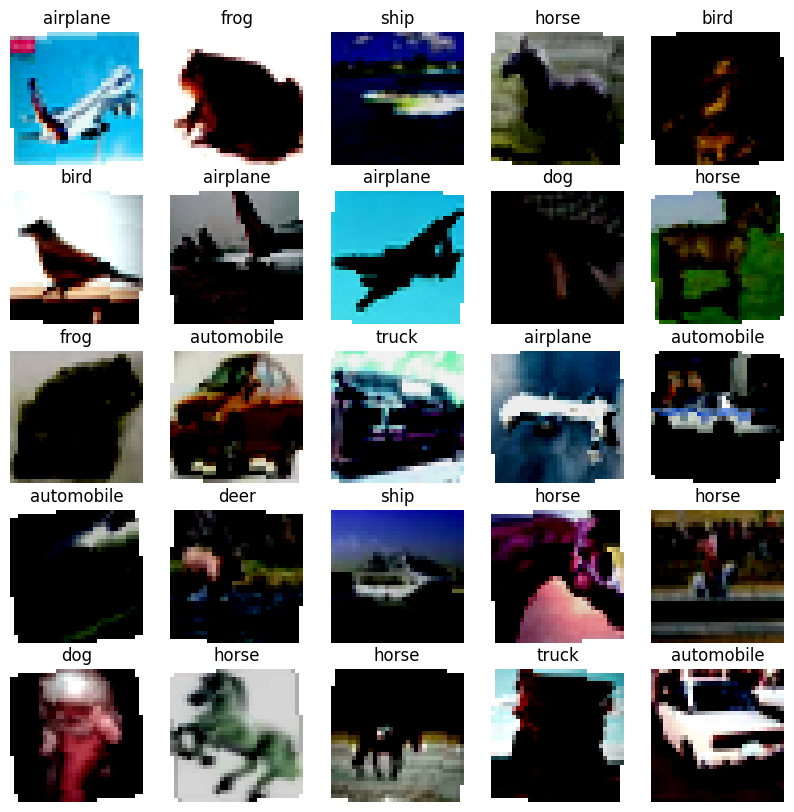 airplane frog ship horse bird
bird airplane airplane dog horse
frog automobile truck airplane automobile
automobile deer ship horse horse
dog horse horse truck automobile